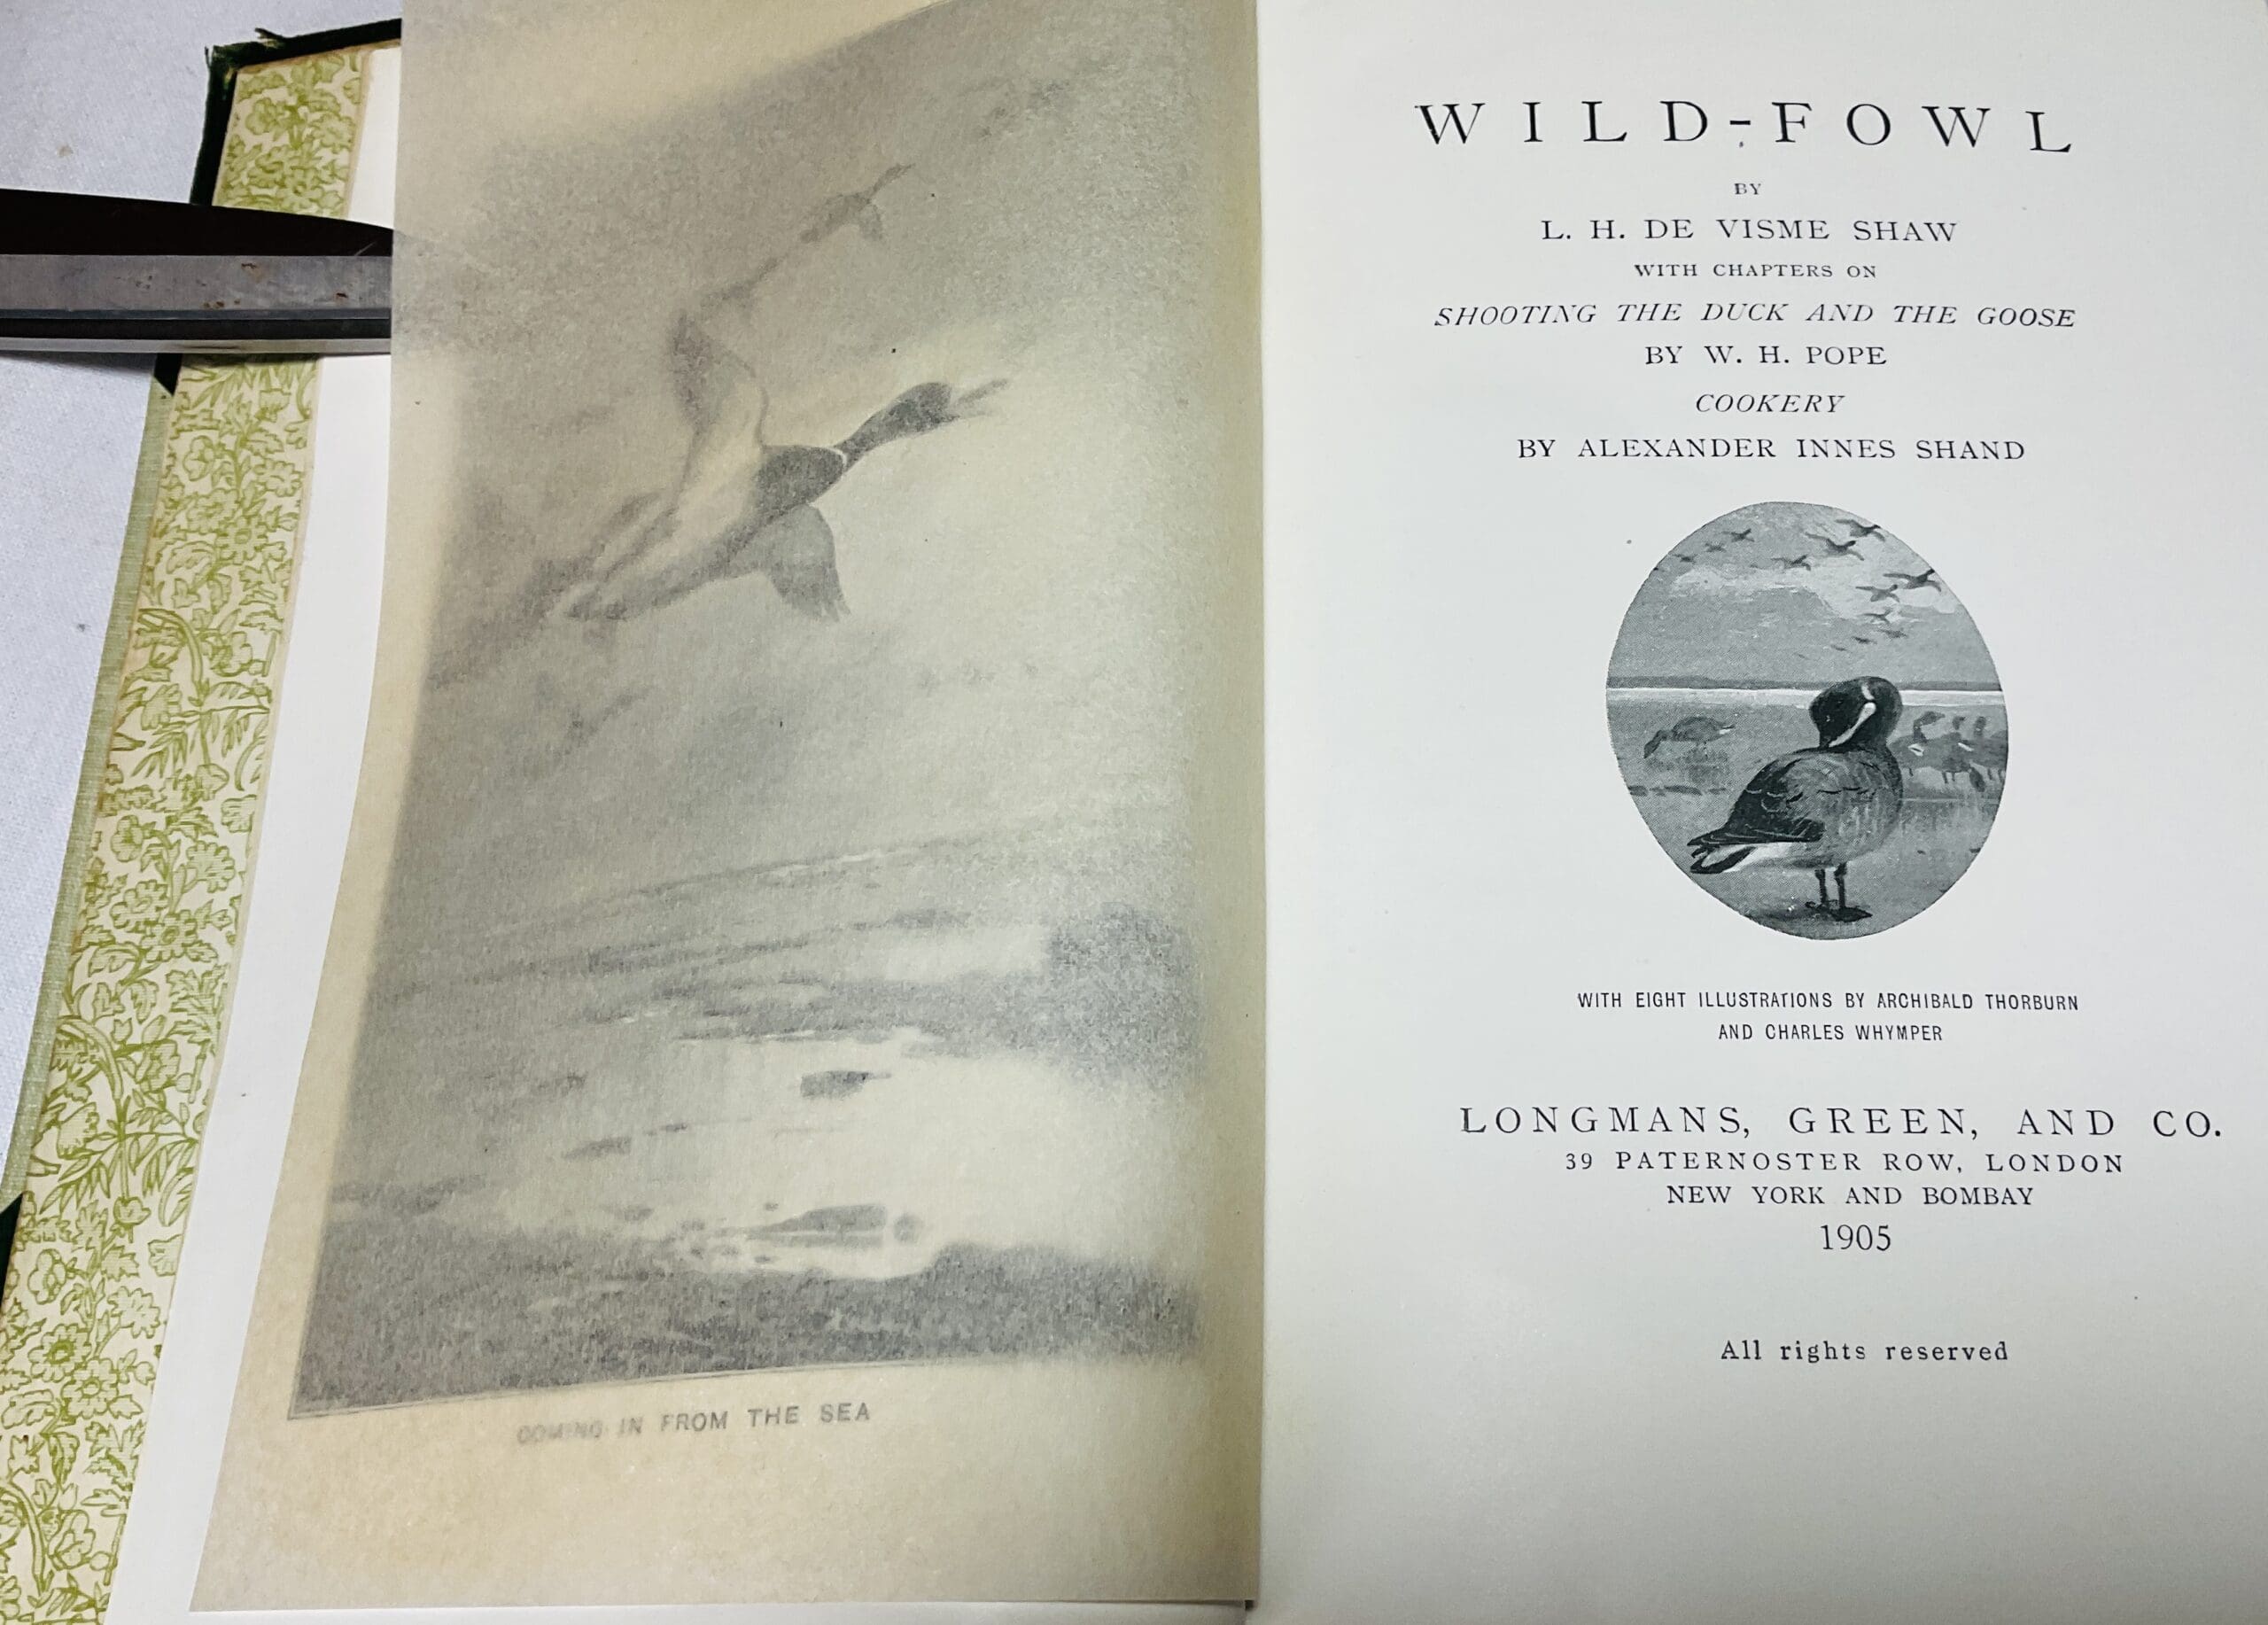 COMING IN FROM THE SEA
WILD-FOWL
BY
L. H. DE VISME SHAW
WITH CHAPTERS ON
SHOOTING THE DUCK AND THE GOOSE
BY W. H. POPE
COOKERY
BY ALEXANDER INNES SHAND
WITH EIGHT ILLUSTRATIONS BY ARCHIBALD THORBURN
AND CHARLES WHYMPER
LONGMANS, GREEN, AND CO.
39 PATERNOSTER ROW, LONDON
NEW YORK AND BOMBAY
1905
All rights reserved